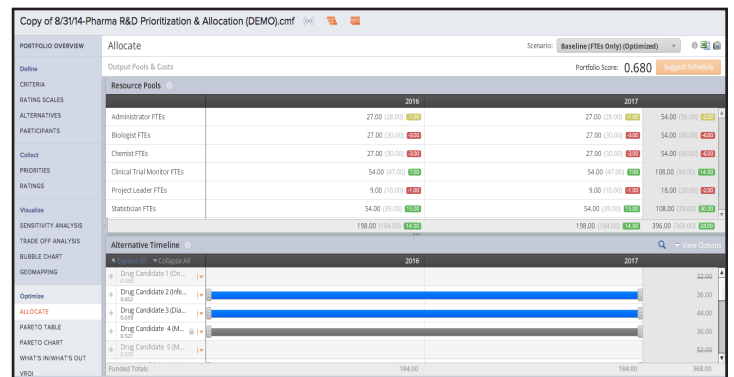 Copy of 8/31/14-Pharma R&D Prioritization & Allocation (DEMO).cmf
PORTFOLIO OVERVIEW
Define
CRITERIA
RATING SCALES
ALTERNATIVES
PARTICIPANTS
Collect
PRIORITIES
RATINGS
Visualize
SENSITIVITY ANALYSIS
TRADE OFF ANALYSIS
BUBBLE CHART
GEOMAPPING
Optimize
ALLOCATE
PARETO TABLE
PARETO CHART
WHAT'S IN/WHAT'S OUT
VROI
Allocate Scenario: Baseline (FTEs Only) (Optimized)
Output Pools & Costs Portfolio Score: 0.680 Suggest Schedule
Resource Pools
2016 2017
Administrator FTEs 27.00 (28.00) -1.00 27.00 (28.00) -1.00 54.00 (56.00) -2.00
Biologist FTEs 27.00 (30.00) -3.00 27.00 (30.00) -3.00 54.00 (60.00) -6.00
Chemist FTEs 27.00 (30.00) -3.00 27.00 (30.00) -3.00 54.00 (60.00) -6.00
Clinical Trial Monitor FTEs 54.00 (47.00) 7.00 54.00 (47.00) 7.00 108.00 (94.00) 14.00
Project Leader FTEs 9.00 (10.00) -1.00 9.00 (10.00) -1.00 18.00 (20.00) -2.00
Statistician FTEs 54.00 (39.00) 15.00 54.00 (39.00) 15.00 108.00 (78.00) 30.00
198.00 (184.00) 14.00 198.00 (184.00) 14.00 396.00 (368.00) 28.00
Alternative Timeline View Options
Expand All Collapse All 2016 2017
Drug Candidate 1 (On... 32.00
0.469
Drug Candidate 2 (Infe... 36.00
0.652
Drug Candidate 3 (Dia... 44.00
0.698
Drug Candidate 4 (M... 36.00
0.521
Drug Candidate 5 (M... 52.00
Funded Totals 184.00 184.00 368.00